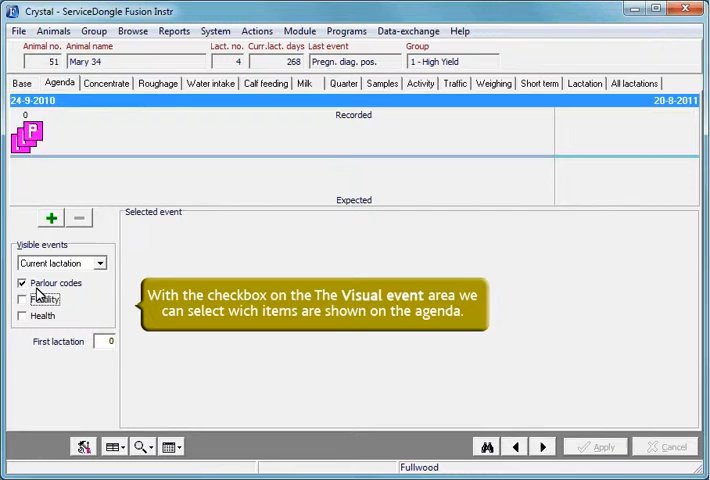 Crystal - ServiceDongle Fusion Instr
File Animals Group Browse Reports System Actions Module Programs Data-exchange Help
Animal no. Animal name Lact. no. Curr.lact. days Last event Group
51 Mary 34 4 268 Pregn. diag. pos. 1 - High Yield
Base Agenda Concentrate Roughage Water intake Calf feeding Milk Quarter Samples Activity Traffic Weighing Short term Lactation All lactations
24-9-2010 20-8-2011
0 Recorded
P
Expected
Selected event
Visible events
Current lactation
Parlour codes
With the checkbox on the The Visual event area we
can select wich items are shown on the agenda.
Fertility
Health
First lactation 0
Apply Cancel
Fullwood